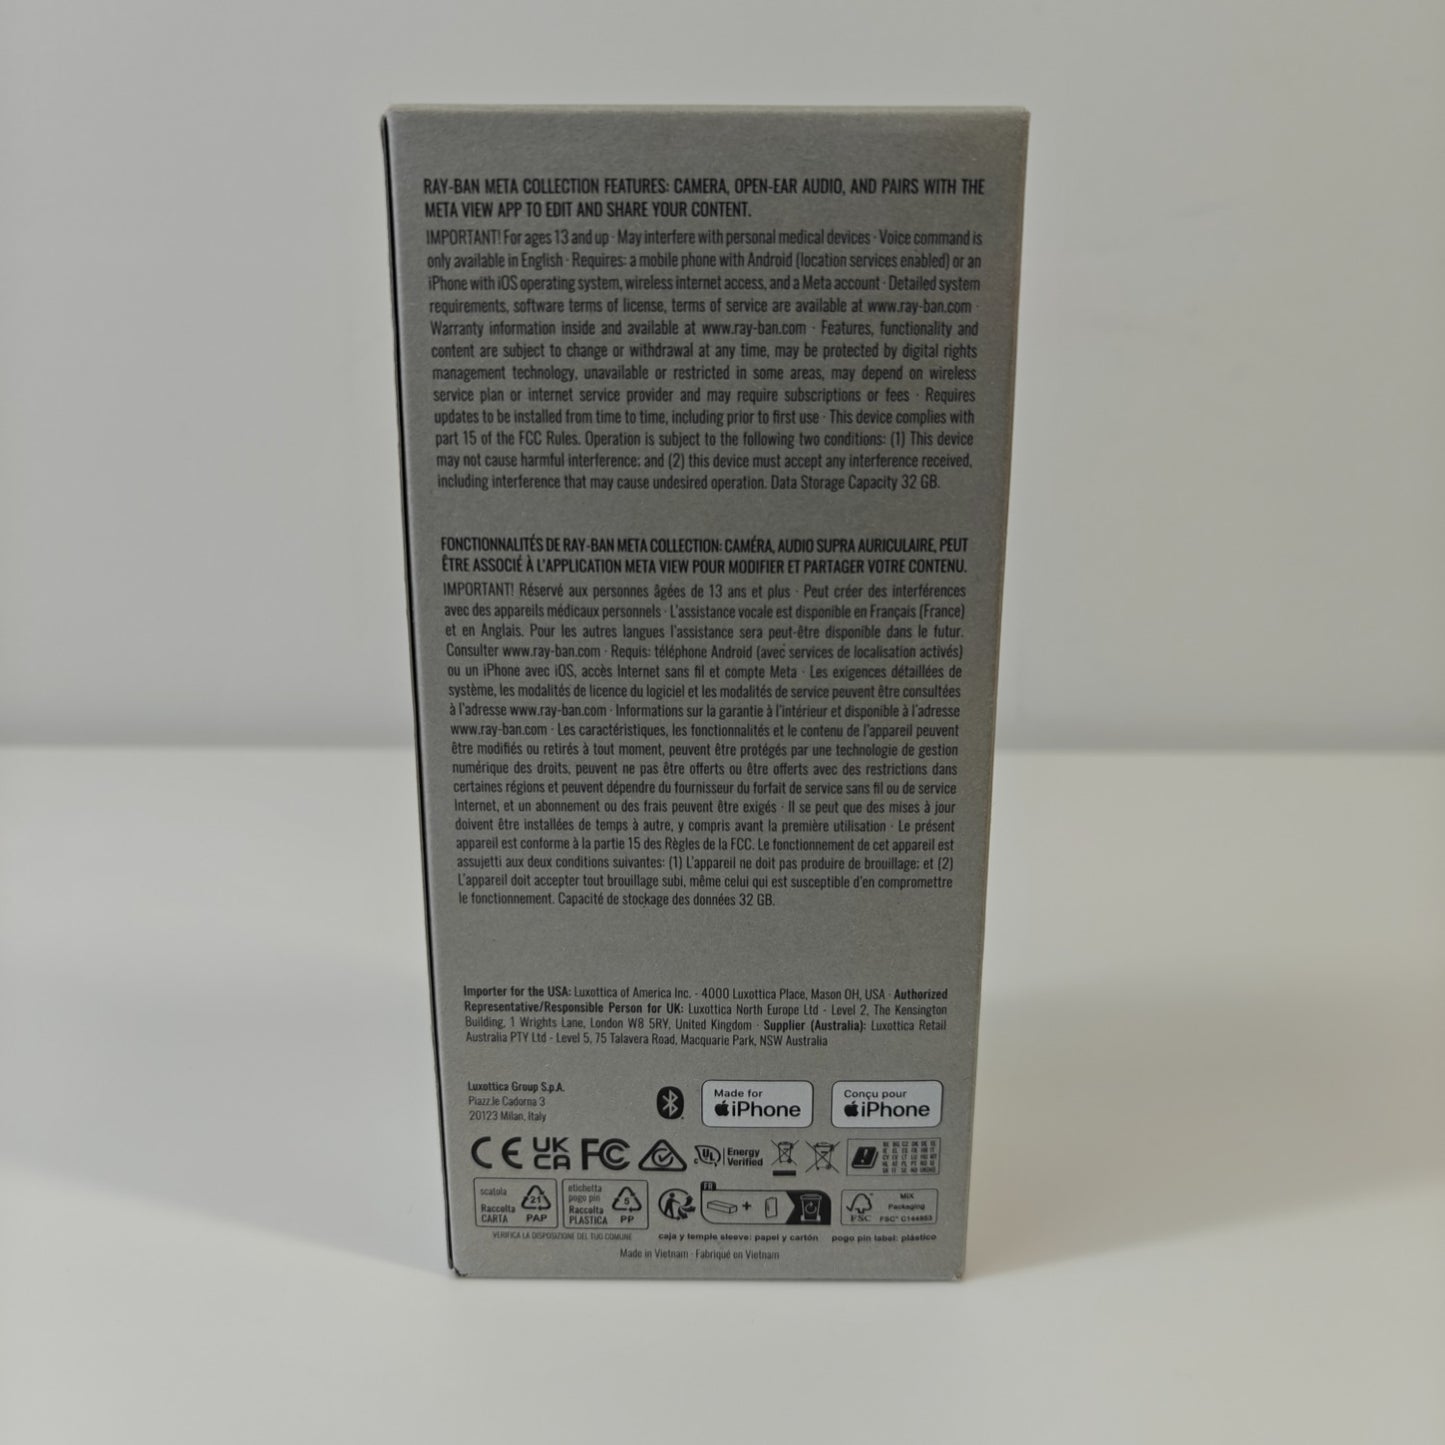 RAY-BAN META COLLECTION FEATURES: CAMERA, OPEN-EAR AUDIO, AND PAIRS WITH THE
META VIEW APP TO EDIT AND SHARE YOUR CONTENT.
IMPORTANT! For ages 13 and up · May interfere with personal medical devices · Voice command is
only available in English · Requires: a mobile phone with Android (location services enabled) or an
iPhone with iOS operating system, wireless internet access, and a Meta account · Detailed system
requirements, software terms of license, terms of service are available at www.ray-ban.com ·
Warranty information inside and available at www.ray-ban.com · Features, functionality and
content are subject to change or withdrawal at any time, may be protected by digital rights
management technology, unavailable or restricted in some areas, may depend on wireless
service plan or internet service provider and may require subscriptions or fees · Requires
updates to be installed from time to time, including prior to first use · This device complies with
part 15 of the FCC Rules. Operation is subject to the following two conditions: (1) This device
may not cause harmful interference; and (2) this device must accept any interference received,
including interference that may cause undesired operation. Data Storage Capacity 32 GB.
FONCTIONNALITÉS DE RAY-BAN META COLLECTION: CAMÉRA, AUDIO SUPRA AURICULAIRE, PEUT
ÊTRE ASSOCIÉ À L'APPLICATION META VIEW POUR MODIFIER ET PARTAGER VOTRE CONTENU.
IMPORTANT! Réservé aux personnes âgées de 13 ans et plus · Peut créer des interférences
avec des appareils médicaux personnels · L'assistance vocale est disponible en Français (France)
et en Anglais. Pour les autres langues l'assistance sera peut-être disponible dans le futur.
Consulter www.ray-ban.com · Requis: téléphone Android (avec services de localisation activés)
ou un iPhone avec iOS, accès Internet sans fil et compte Meta · Les exigences détaillées de
système, les modalités de licence du logiciel et les modalités de service peuvent être consultées
à l'adresse www.ray-ban.com · Informations sur la garantie à l'intérieur et disponible à l'adresse
www.ray-ban.com · Les caractéristiques, les fonctionnalités et le contenu de l'appareil peuvent
être modifiés ou retirés à tout moment, peuvent être protégés par une technologie de gestion
numérique des droits, peuvent ne pas être offerts ou être offerts avec des restrictions dans
certaines régions et peuvent dépendre du fournisseur du forfait de service sans fil ou de service
Internet, et un abonnement ou des frais peuvent être exigés · Il se peut que des mises à jour
doivent être installées de temps à autre, y compris avant la première utilisation · Le présent
appareil est conforme à la partie 15 des Règles de la FCC. Le fonctionnement de cet appareil est
assujetti aux deux conditions suivantes: (1) L'appareil ne doit pas produire de brouillage; et (2)
L'appareil doit accepter tout brouillage subi, même celui qui est susceptible d'en compromettre
le fonctionnement. Capacité de stockage des données 32 GB.
Importer for the USA: Luxottica of America Inc. - 4000 Luxottica Place, Mason OH, USA · Authorized
Representative/Responsible Person for UK: Luxottica North Europe Ltd - Level 2, The Kensington
Building, 1 Wrights Lane, London W8 5RY, United Kingdom · Supplier (Australia): Luxottica Retail
Australia PTY Ltd - Level 5, 75 Talavera Road, Macquarie Park, NSW Australia
Luxottica Group S.p.A.
Piazz.le Cadorna 3
20123 Milan, Italy
Made for
iPhone
Conçu pour
iPhone
CE UK CA FC
c UL Energy Verified
scatola
Raccolta
CARTA
21
PAP
etichetta
pogo pin
Raccolta
PLASTICA
5
PP
FR
+
FSC
MIX
Packaging
FSC® C144853
VERIFICA LA DISPOSIZIONE DEL TUO COMUNE
caja y temple sleeve: papel y cartón pogo pin label: plástico
Made in Vietnam · Fabriqué en Vietnam